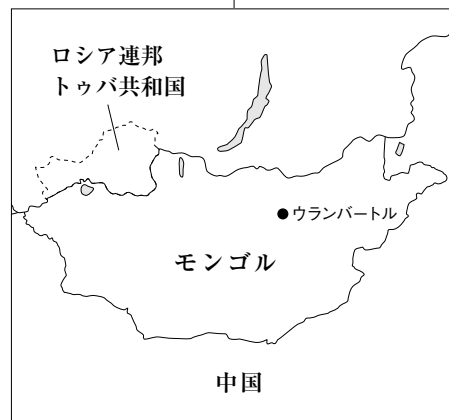 ロシア連邦
トゥバ共和国
ウランバートル
モンゴル
中国